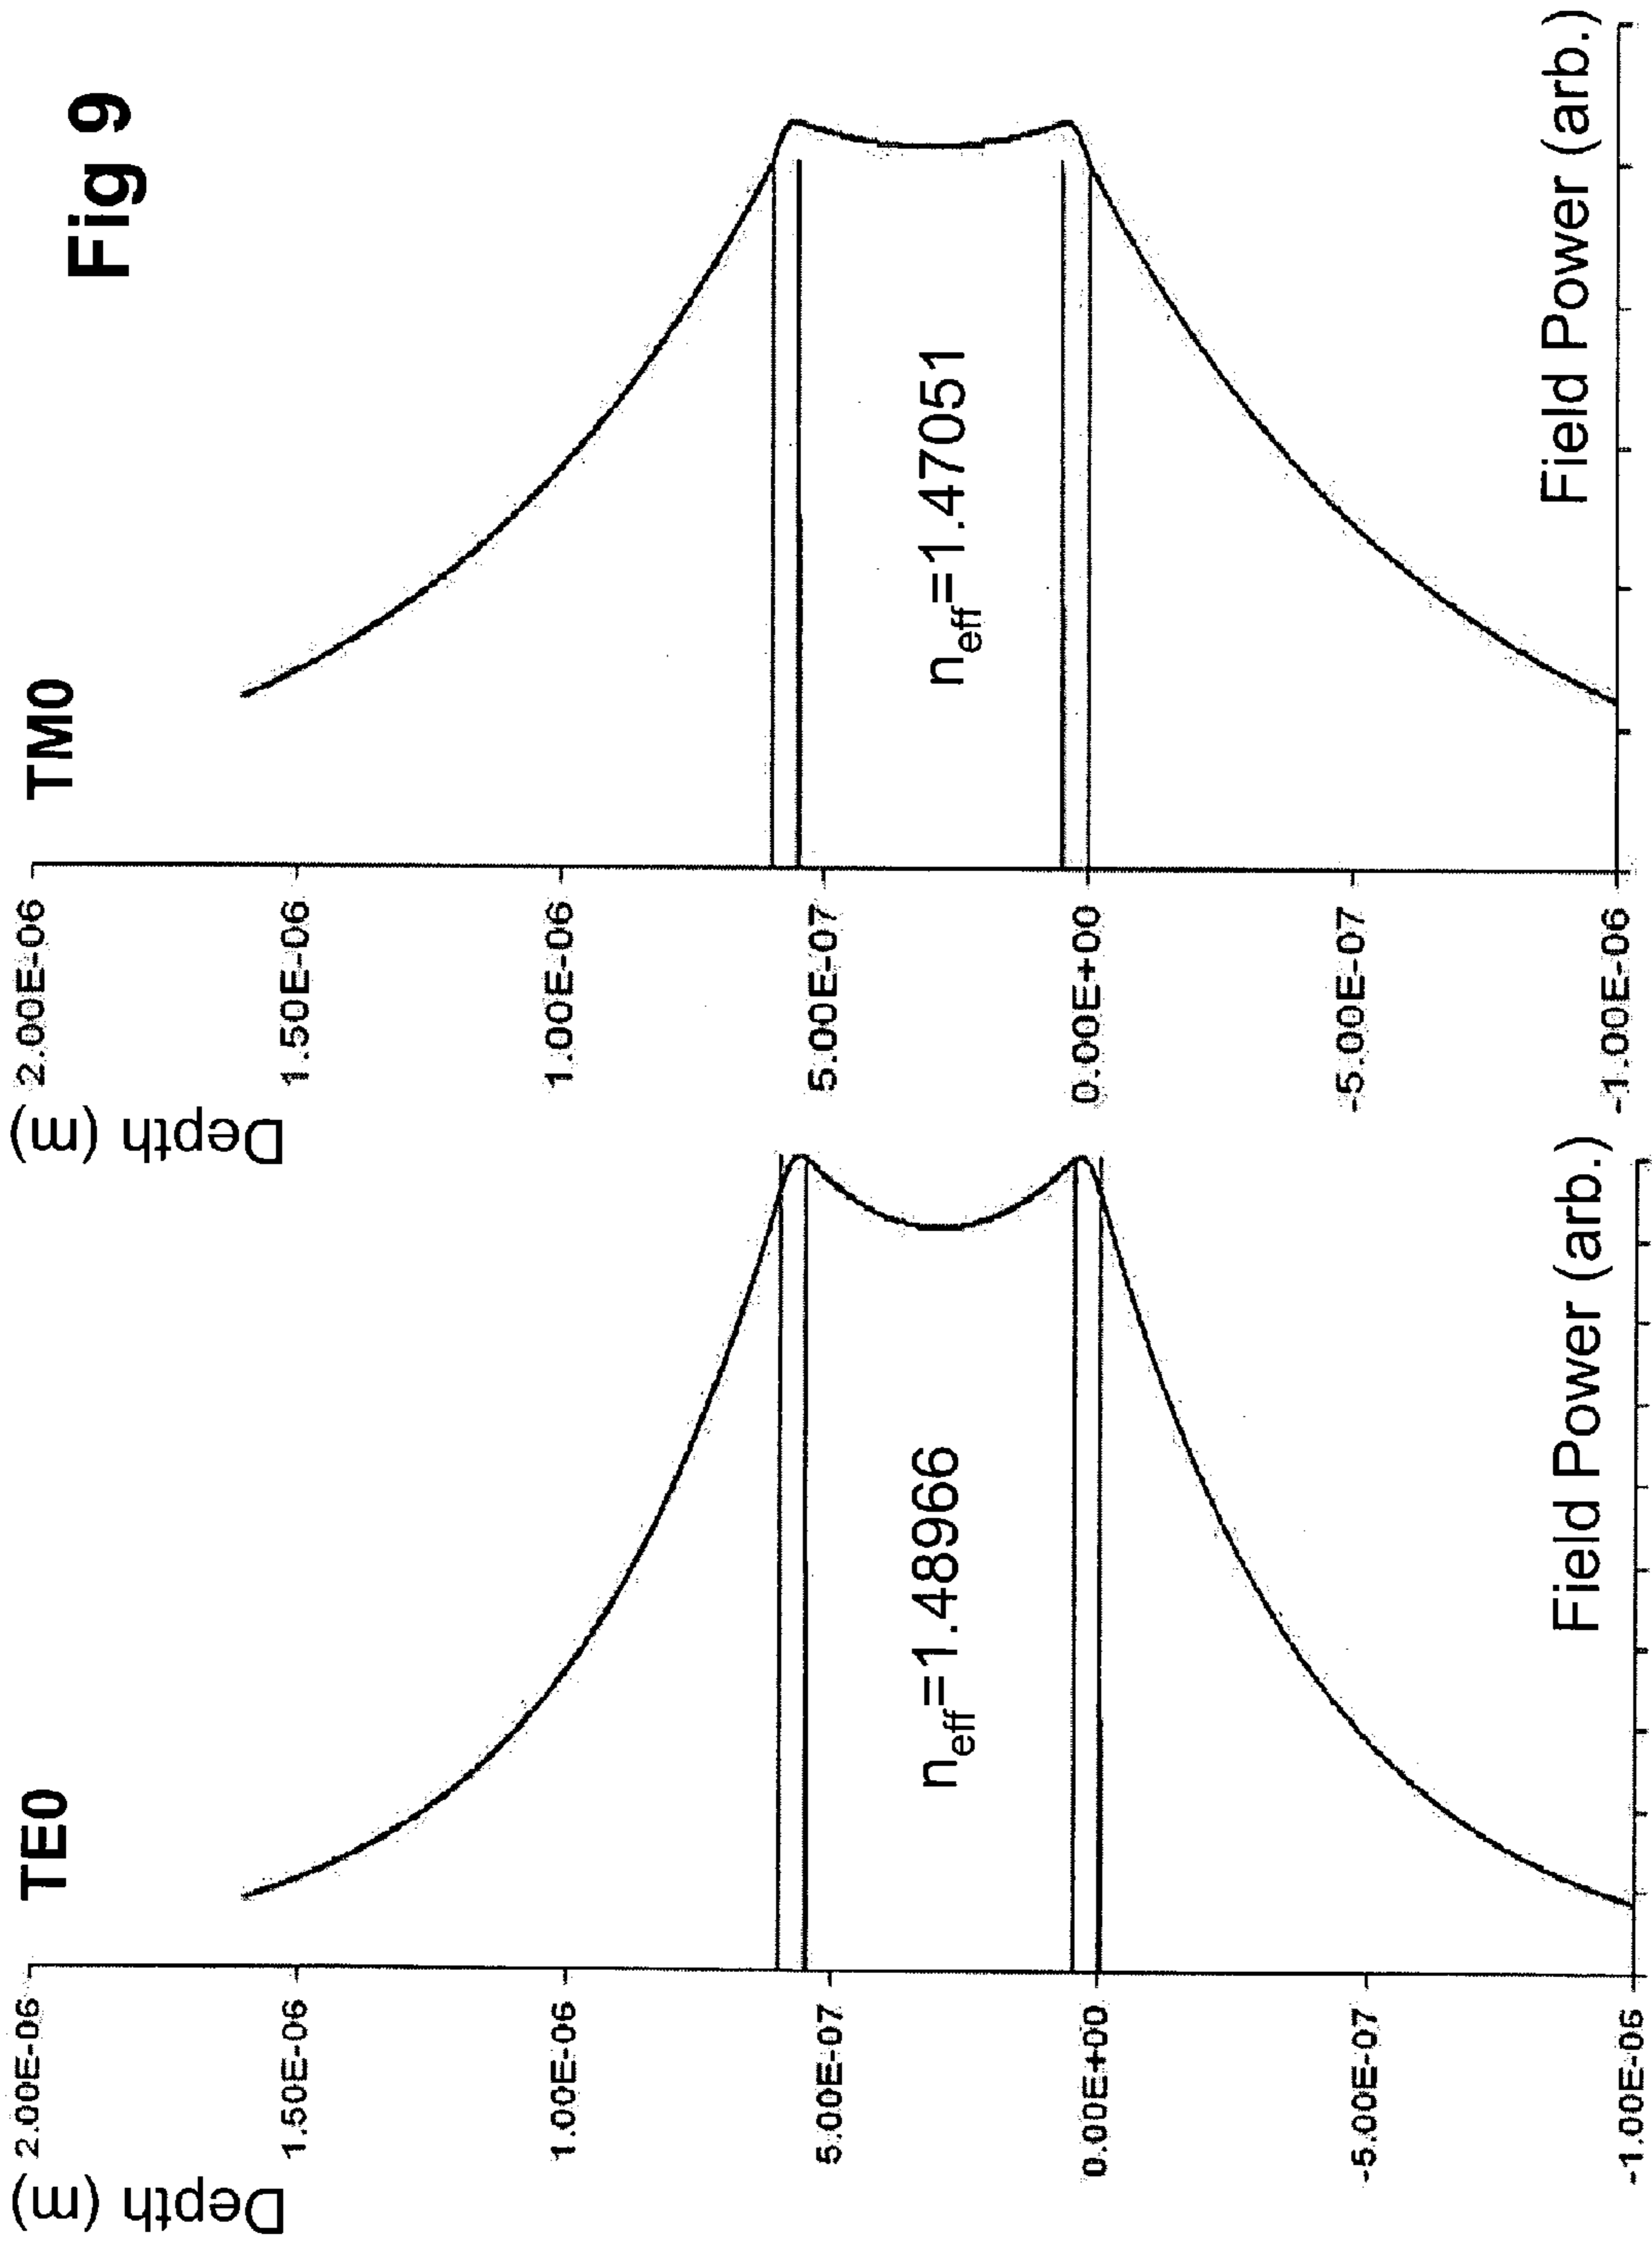 Fig 9
TE0
Depth (m)
2.00E-06
1.50E-06
1.00E-06
5.00E-07
0.00E+00
-5.00E-07
-1.00E-06
neff=1.48966
Field Power (arb.)
TM0
Depth (m)
2.00E-06
1.50E-06
1.00E-06
5.00E-07
0.00E+00
-5.00E-07
-1.00E-06
neff=1.47051
Field Power (arb.)